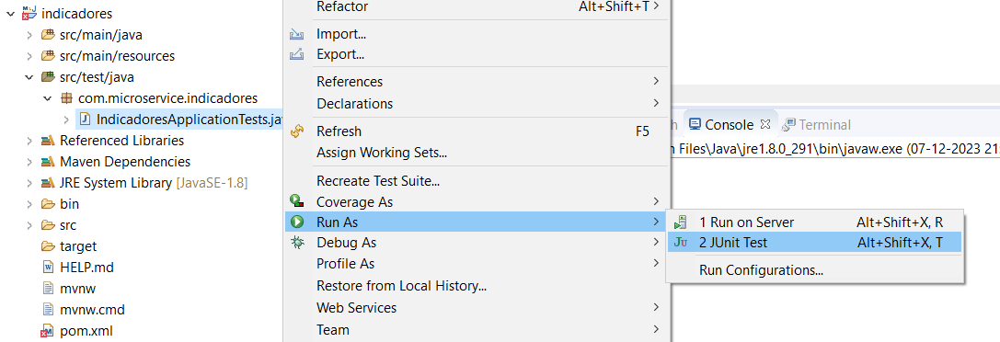 indicadores
src/main/java
src/main/resources
src/test/java
com.microservice.indicadores
IndicadoresApplicationTests.ja
Referenced Libraries
Maven Dependencies
JRE System Library [JavaSE-1.8]
bin
src
target
HELP.md
mvnw
mvnw.cmd
pom.xml
Refactor Alt+Shift+T
Import...
Export...
References
Declarations
Refresh F5
Assign Working Sets...
Recreate Test Suite...
Coverage As
Run As
Debug As
Profile As
Restore from Local History...
Web Services
Team
1 Run on Server Alt+Shift+X, R
2 JUnit Test Alt+Shift+X, T
Run Configurations...
Console Terminal
Files\Java\jre1.8.0_291\bin\javaw.exe (07-12-2023 21